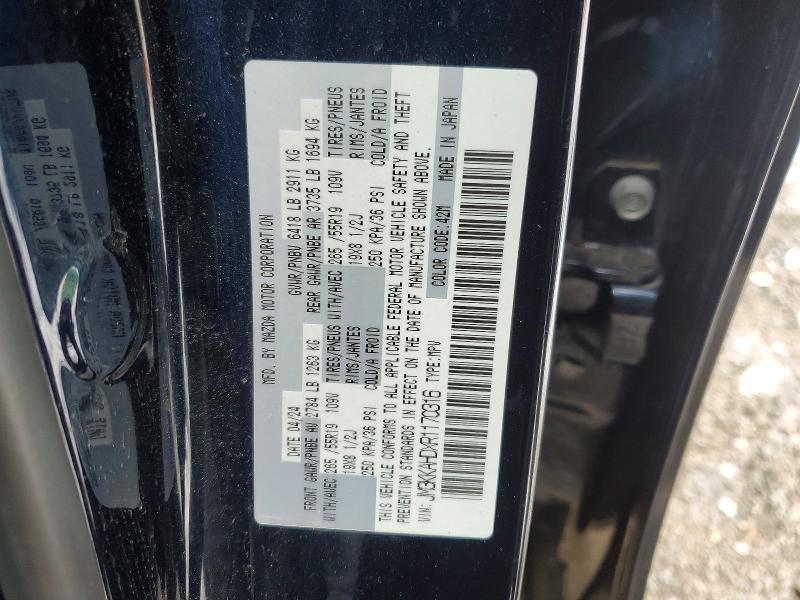 MFD. BY MAZDA MOTOR CORPORATION
DATE 04/24 GVWR/PNBV 6418 LB 2911 KG
FRONT GAWR/PNBE AV 2784 LB 1263 KG REAR GAWR/PNBE AR 3735 LB 1694 KG
WITH/AVEC 265 /55R19 109V TIRES/PNEUS WITH/AVEC 265 /55R19 109V TIRES/PNEUS
19X8 1/2J RIMS/JANTES 19X8 1/2J RIMS/JANTES
250 KPA/36 PSI COLD/A FROID 250 KPA/36 PSI COLD/A FROID
THIS VEHICLE CONFORMS TO ALL APPLICABLE FEDERAL MOTOR VEHICLE SAFETY AND THEFT
PREVENTION STANDARDS IN EFFECT ON THE DATE OF MANUFACTURE SHOWN ABOVE.
VIN: JM3KKAHDXR1170316 TYPE:MPV COLOR CODE:42M MADE IN JAPAN